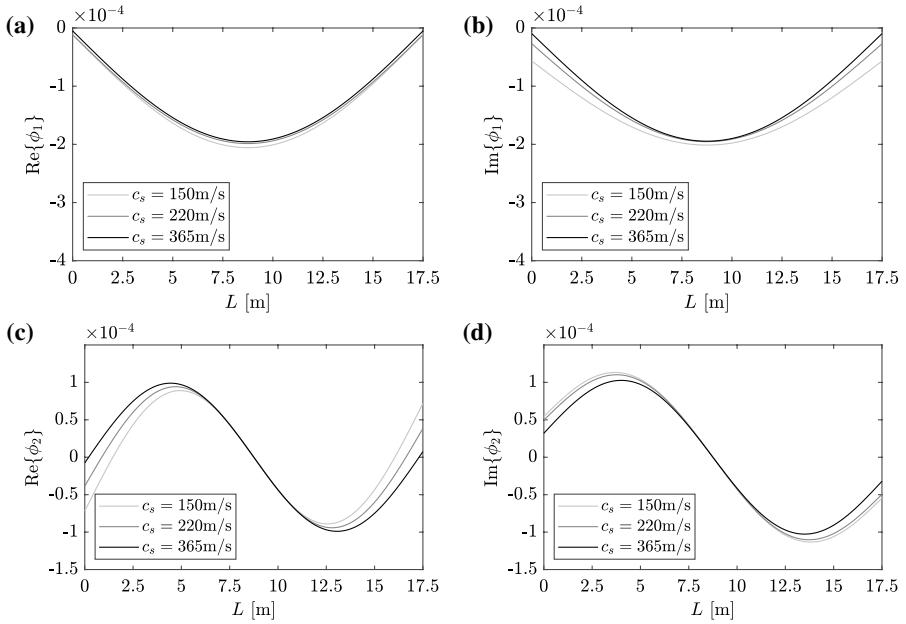 (a)
×10⁻⁴
0
-1
-2
-3
-4
Re{ϕ₁}
c_s = 150m/s
c_s = 220m/s
c_s = 365m/s
0 2.5 5 7.5 10 12.5 15 17.5
L [m]
(b)
×10⁻⁴
0
-1
-2
-3
-4
Im{ϕ₁}
c_s = 150m/s
c_s = 220m/s
c_s = 365m/s
0 2.5 5 7.5 10 12.5 15 17.5
L [m]
(c)
×10⁻⁴
1
0.5
0
-0.5
-1
-1.5
Re{ϕ₂}
c_s = 150m/s
c_s = 220m/s
c_s = 365m/s
0 2.5 5 7.5 10 12.5 15 17.5
L [m]
(d)
×10⁻⁴
1
0.5
0
-0.5
-1
-1.5
Im{ϕ₂}
c_s = 150m/s
c_s = 220m/s
c_s = 365m/s
0 2.5 5 7.5 10 12.5 15 17.5
L [m]